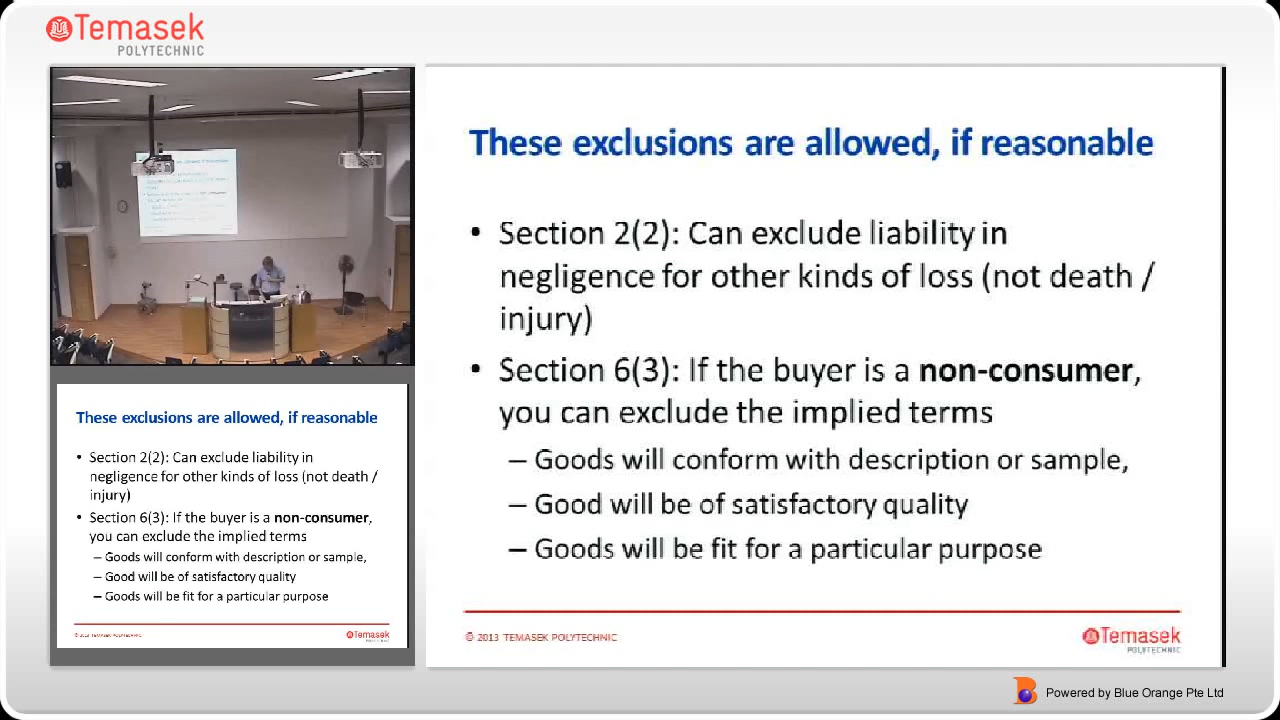 Temasek
POLYTECHNIC
These exclusions are allowed, if reasonable
• Section 2(2): Can exclude liability in
negligence for other kinds of loss (not death /
injury)
• Section 6(3): If the buyer is a non-consumer,
you can exclude the implied terms
– Goods will conform with description or sample,
– Good will be of satisfactory quality
– Goods will be fit for a particular purpose
© 2013 TEMASEK POLYTECHNIC
Temasek
POLYTECHNIC
These exclusions are allowed, if reasonable
• Section 2(2): Can exclude liability in
negligence for other kinds of loss (not death /
injury)
• Section 6(3): If the buyer is a non-consumer,
you can exclude the implied terms
– Goods will conform with description or sample,
– Good will be of satisfactory quality
– Goods will be fit for a particular purpose
© 2013 TEMASEK POLYTECHNIC
Temasek
POLYTECHNIC
Powered by Blue Orange Pte Ltd